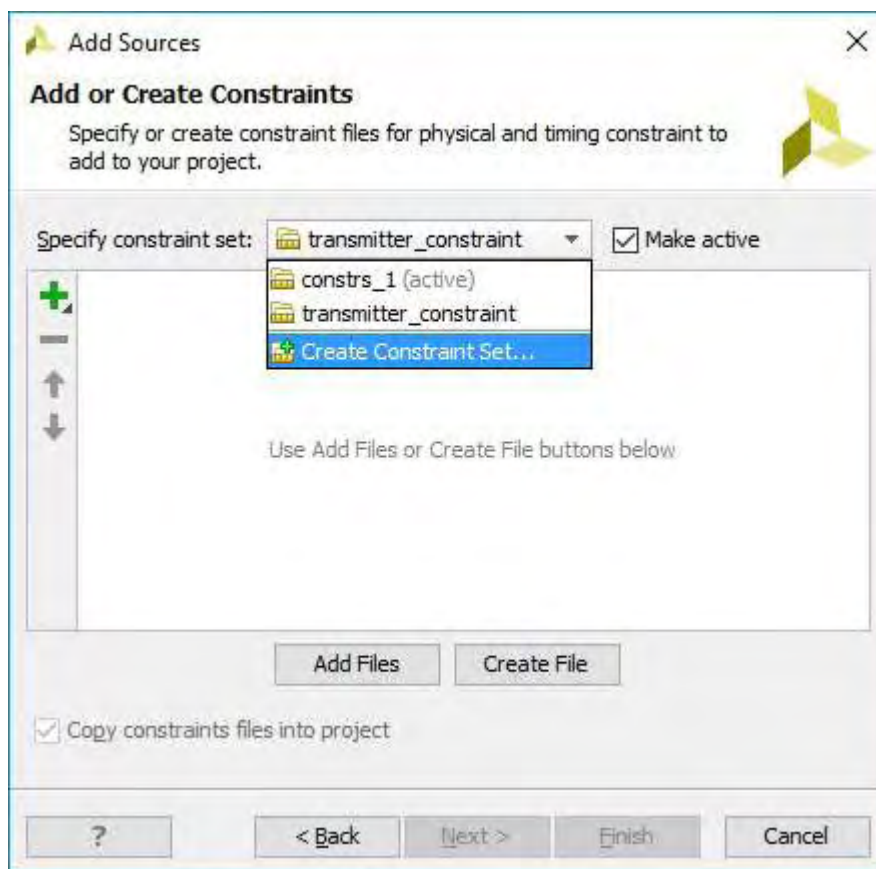 Add Sources
Add or Create Constraints
Specify or create constraint files for physical and timing constraint to
add to your project.
Specify constraint set: transmitter_constraint Make active
constrs_1 (active)
transmitter_constraint
Create Constraint Set...
Use Add Files or Create File buttons below
Add Files Create File
Copy constraints files into project
? < Back Next > Finish Cancel